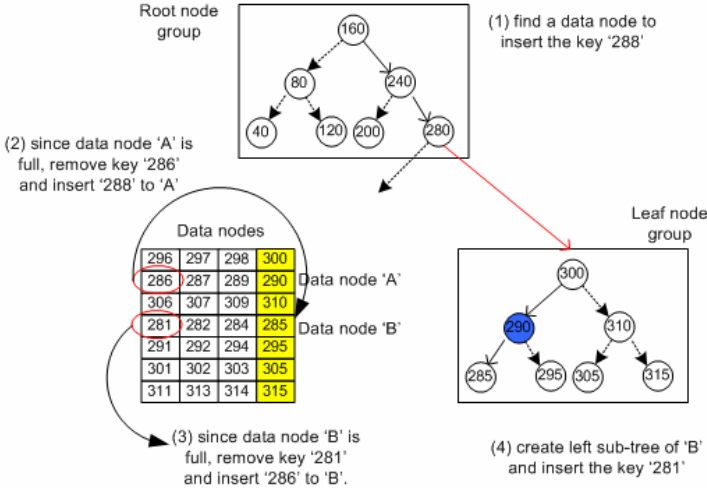 Root node
group
160
80
240
40
120
200
280
(1) find a data node to
insert the key ‘288’
(2) since data node ‘A’ is
full, remove key ‘286’
and insert ‘288’ to ‘A’
Data nodes
296 297 298 300
286 287 289 290
306 307 309 310
281 282 284 285
291 292 294 295
301 302 303 305
311 313 314 315
Data node ‘A’
Data node ‘B’
Leaf node
group
300
290
310
285
295
305
315
(3) since data node ‘B’ is
full, remove key ‘281’
and insert ‘286’ to ‘B’.
(4) create left sub-tree of ‘B’
and insert the key ‘281’